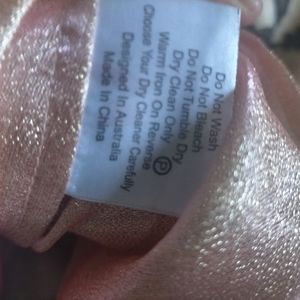 Do Not Wash
Do Not Bleach
Do Not Tumble Dry
Dry Clean Only Ⓟ
Warm Iron On Reverse
Choose Your Dry Cleaner Carefully
Designed In Australia
Made In China